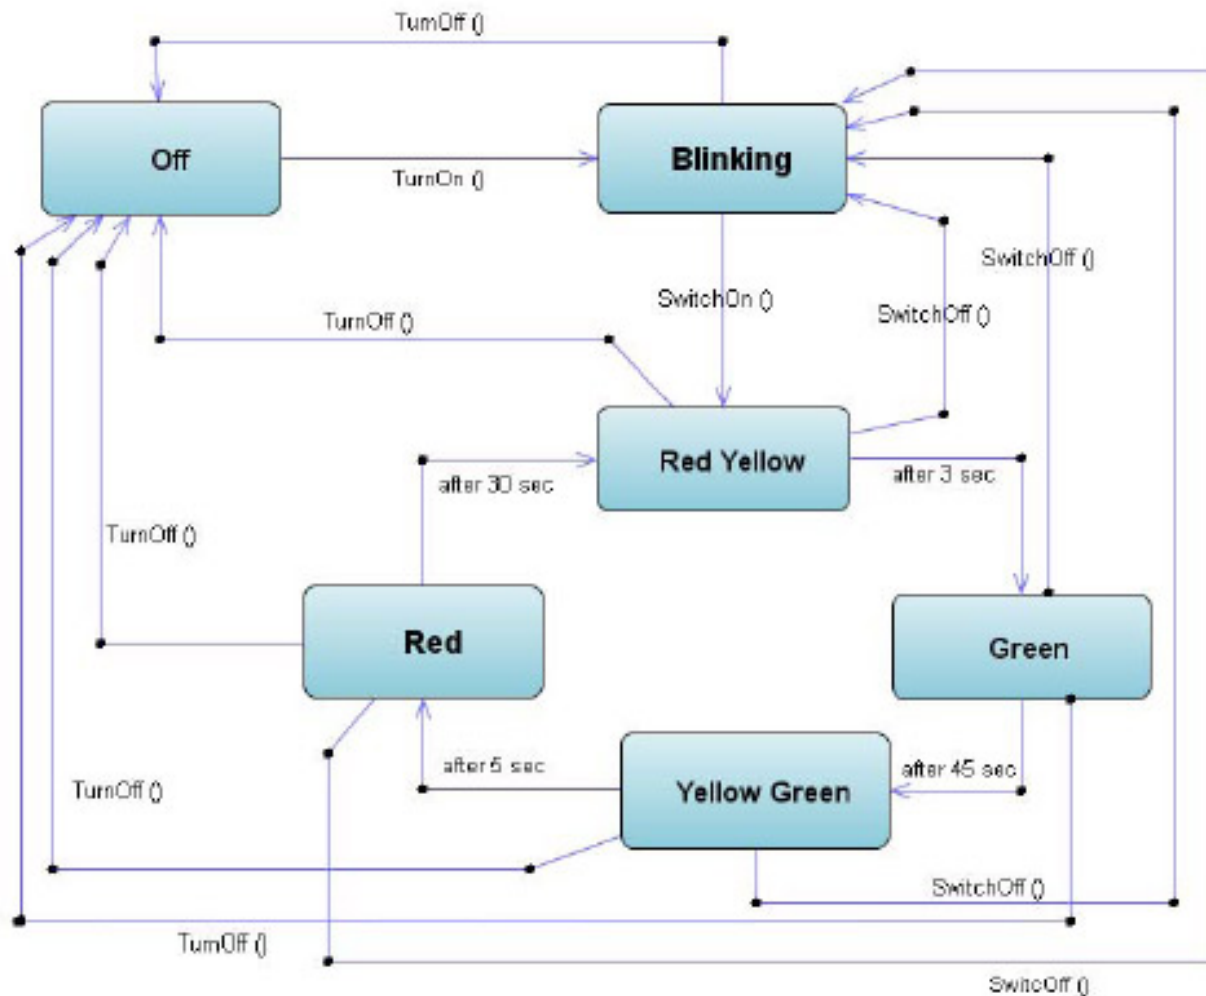 TurnOff ()
Off
Blinking
TurnOn ()
SwitchOff ()
SwitchOn ()
SwitchOff ()
TurnOff ()
Red Yellow
after 30 sec
after 3 sec
TurnOff ()
Red
Green
after 5 sec
after 45 sec
TurnOff ()
Yellow Green
SwitchOff ()
TurnOff ()
SwitcOff ()